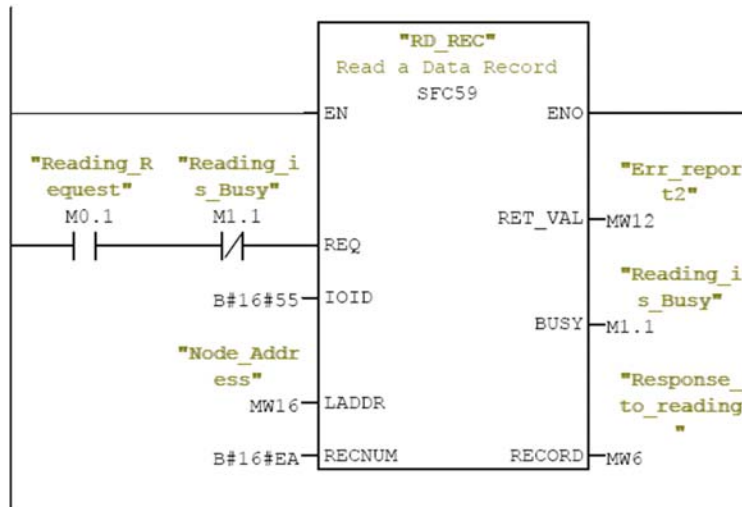 "RD_REC"
Read a Data Record
SFC59
EN
ENO
"Reading_R
equest"
M0.1
"Reading_i
s_Busy"
M1.1
REQ
"Err_repor
t2"
RET_VAL
MW12
B#16#55
IOID
"Reading_i
s_Busy"
BUSY
M1.1
"Node_Addr
ess"
MW16
LADDR
"Response_
to_reading
"
B#16#EA
RECNUM
RECORD
MW6